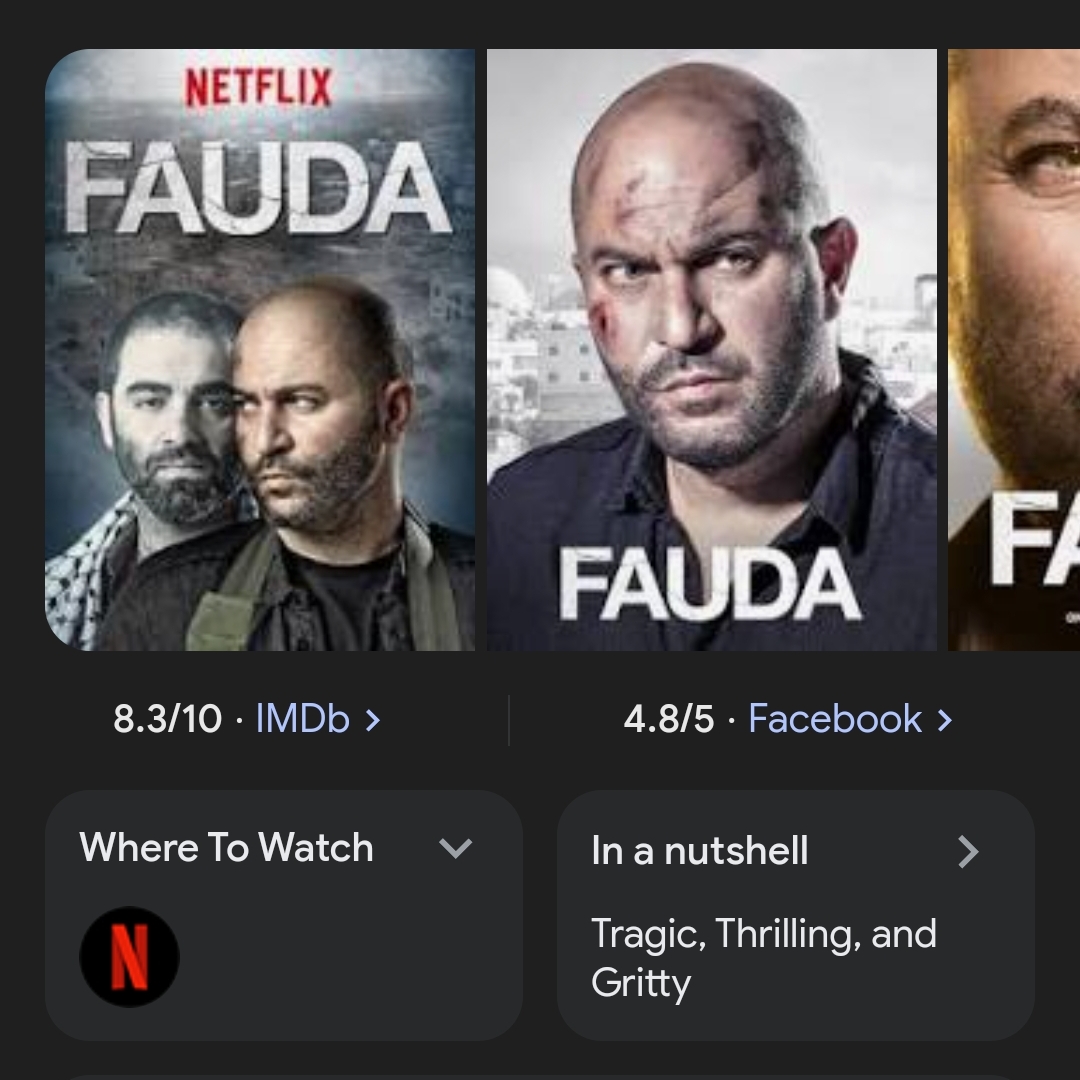 NETFLIX
FAUDA
FAUDA
FA
8.3/10 · IMDb >
4.8/5 · Facebook >
Where To Watch
N
In a nutshell
Tragic, Thrilling, and
Gritty